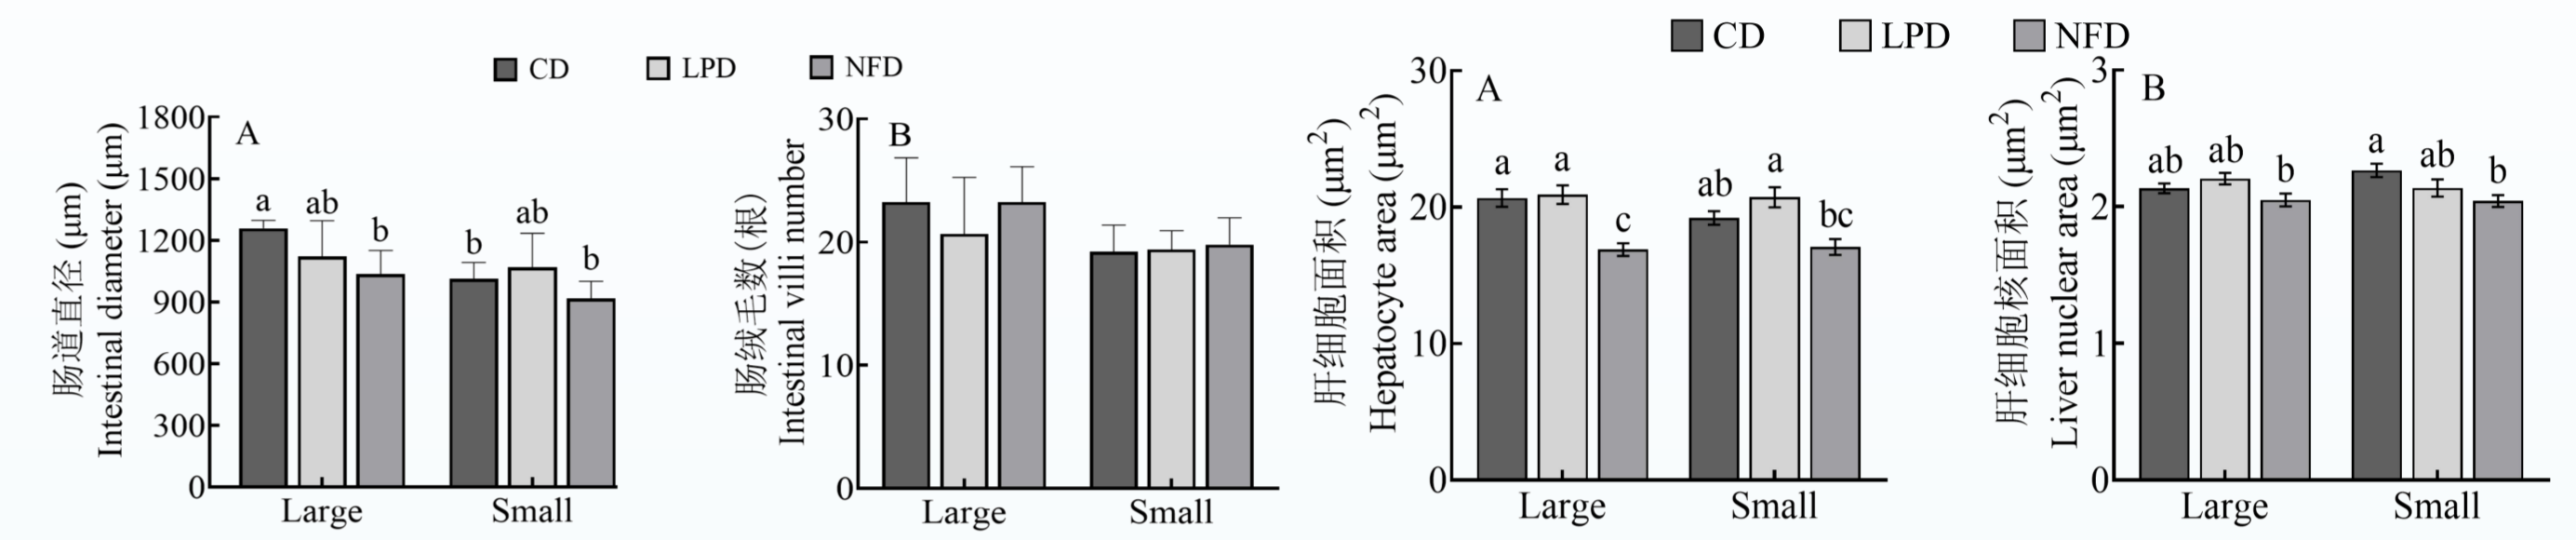 CD LPD NFD
肠道直径 (μm)
Intestinal diameter (μm)
1800
1500
1200
900
600
300
0
A
a ab b b ab b
Large Small
肠绒毛数 (根)
Intestinal villi number
30
20
10
0
B
Large Small
CD LPD NFD
肝细胞面积 (μm²)
Hepatocyte area (μm²)
30
20
10
0
A
a a c ab a bc
Large Small
肝细胞核面积 (μm²)
Liver nuclear area (μm²)
3
2
1
0
B
ab ab b a ab b
Large Small